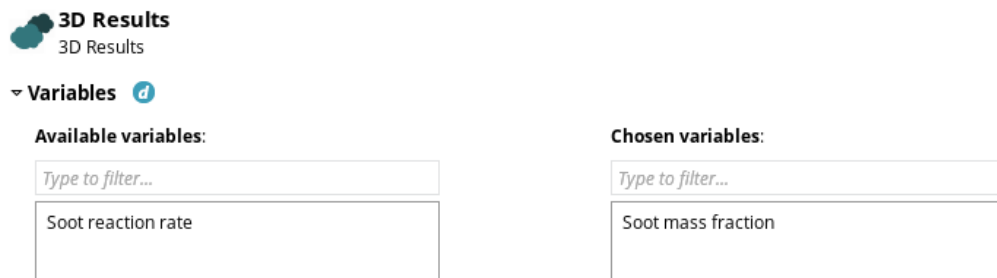 3D Results
3D Results
Variables d
Available variables:
Chosen variables:
Type to filter...
Type to filter...
Soot reaction rate
Soot mass fraction